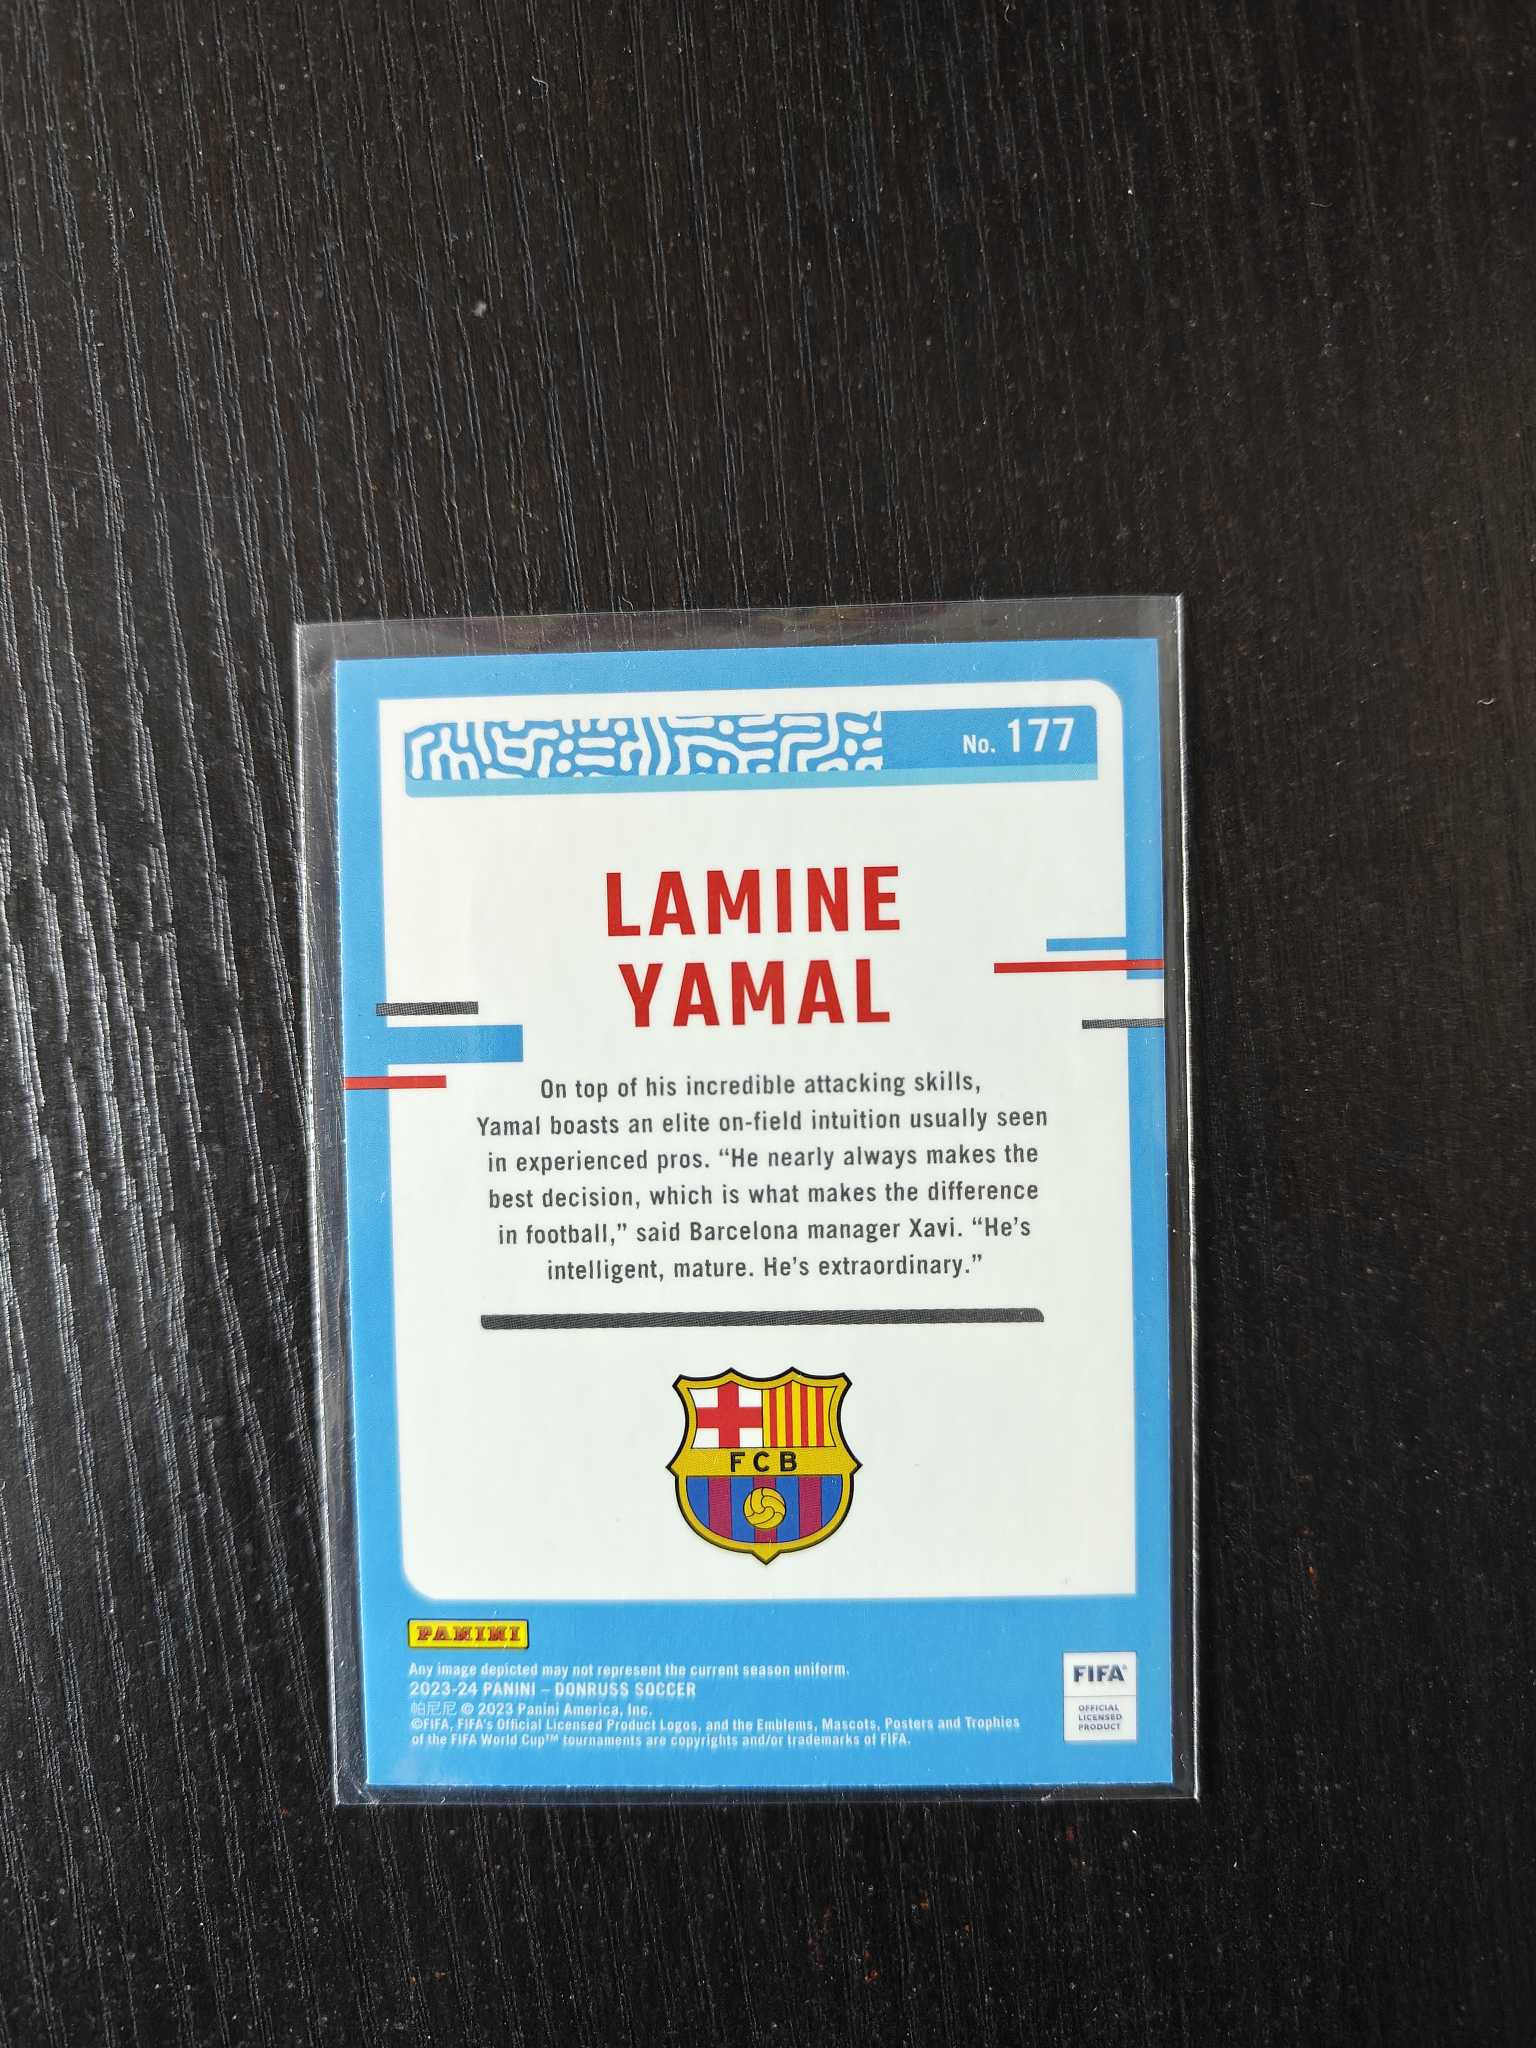 No. 177
LAMINE
YAMAL
On top of his incredible attacking skills,
Yamal boasts an elite on-field intuition usually seen
in experienced pros. “He nearly always makes the
best decision, which is what makes the difference
in football,” said Barcelona manager Xavi. “He’s
intelligent, mature. He’s extraordinary.”
FCB
PANINI
Any image depicted may not represent the current season uniform.
2023-24 PANINI – DONRUSS SOCCER
帕尼尼 © 2023 Panini America, Inc.
©FIFA, FIFA's Official Licensed Product Logos, and the Emblems, Mascots, Posters and Trophies
of the FIFA World Cup™ tournaments are copyrights and/or trademarks of FIFA.
FIFA®
OFFICIAL
LICENSED
PRODUCT